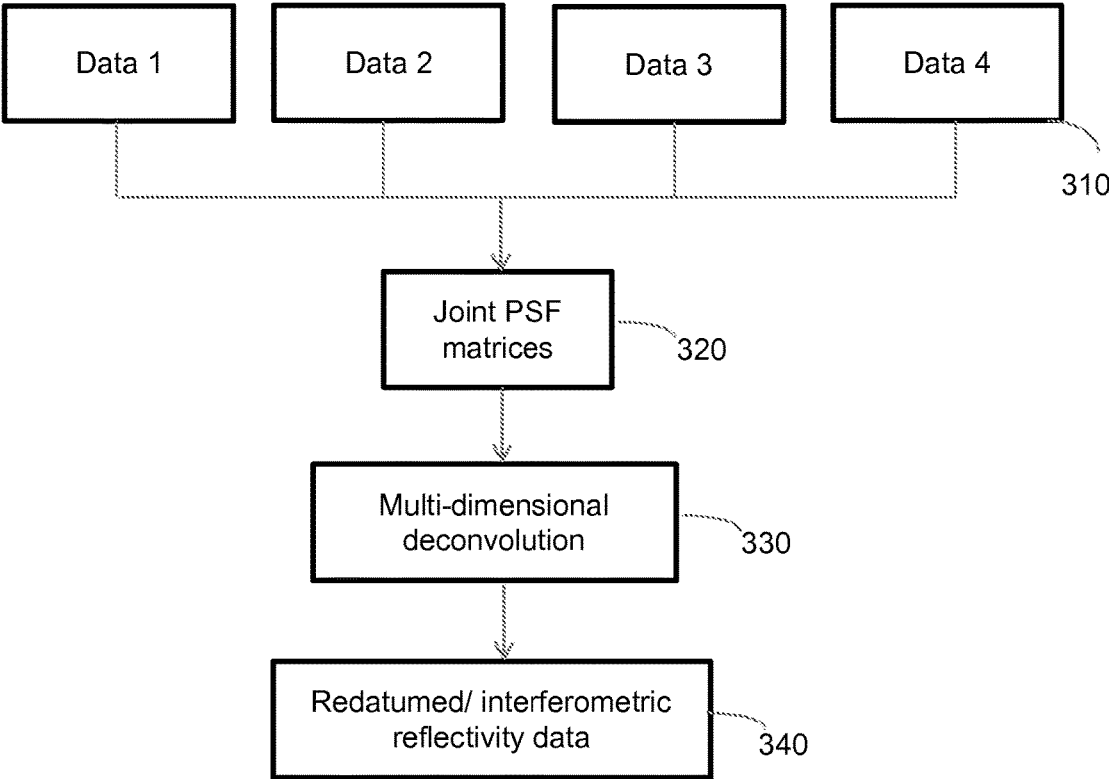 Data 1
Data 2
Data 3
Data 4
310
Joint PSF
matrices
320
Multi-dimensional
deconvolution
330
Redatumed/ interferometric
reflectivity data
340